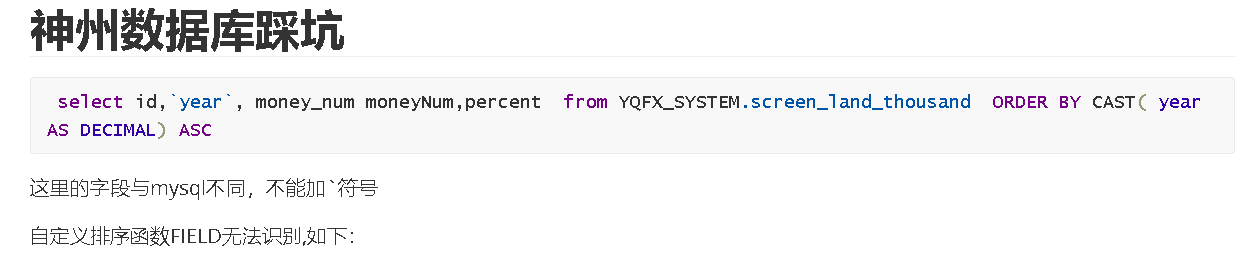 神州数据库踩坑
select id,`year`, money_num moneyNum,percent  from YQFX_SYSTEM.screen_land_thousand  ORDER BY CAST( year
AS DECIMAL) ASC
这里的字段与mysql不同，不能加`符号
自定义排序函数FIELD无法识别,如下：